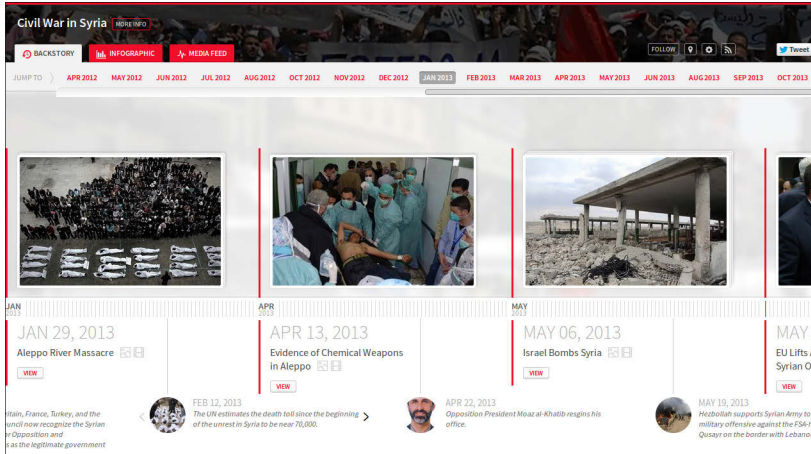 Civil War in Syria MORE INFO
BACKSTORY INFOGRAPHIC MEDIA FEED
FOLLOW Tweet
JUMP TO APR 2012 MAY 2012 JUN 2012 JUL 2012 AUG 2012 OCT 2012 NOV 2012 DEC 2012 JAN 2013 FEB 2013 MAR 2013 APR 2013 MAY 2013 JUN 2013 AUG 2013 SEP 2013 OCT 2013
JAN APR MAY
2013 2013 2013
JAN 29, 2013
Aleppo River Massacre
VIEW
APR 13, 2013
Evidence of Chemical Weapons
in Aleppo
VIEW
MAY 06, 2013
Israel Bombs Syria
VIEW
MAY
EU Lifts
Syrian O
VIEW
itain, France, Turkey, and the
uncil now recognize the Syrian
or Opposition and
s as the legitimate government
FEB 12, 2013
The UN estimates the death toll since the beginning
of the unrest in Syria to be near 70,000.
APR 22, 2013
Opposition President Moaz al-Khatib resgins his
office.
MAY 19, 2013
Hezbollah supports Syrian Army to
military offensive against the FSA-h
Qusayr on the border with Lebano